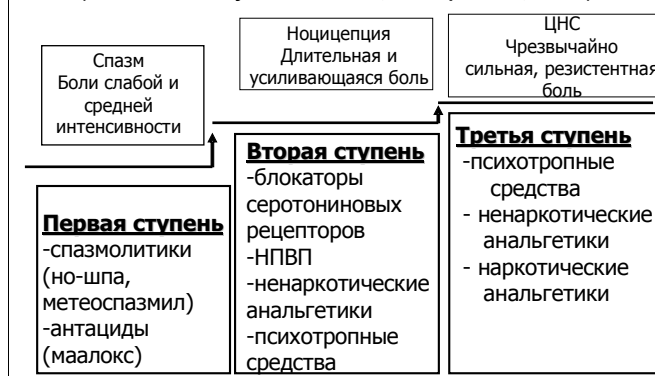 Спазм
Боли слабой и
средней
интенсивности
Ноцицепция
Длительная и
усиливающаяся боль
ЦНС
Чрезвычайно
сильная, резистентная
боль
Первая ступень
-спазмолитики
(но-шпа,
метеоспазмил)
-антациды
(маалокс)
Вторая ступень
-блокаторы
серотониновых
рецепторов
-НПВП
-ненаркотические
анальгетики
-психотропные
средства
Третья ступень
-психотропные
средства
- ненаркотические
анальгетики
- наркотические
анальгетики